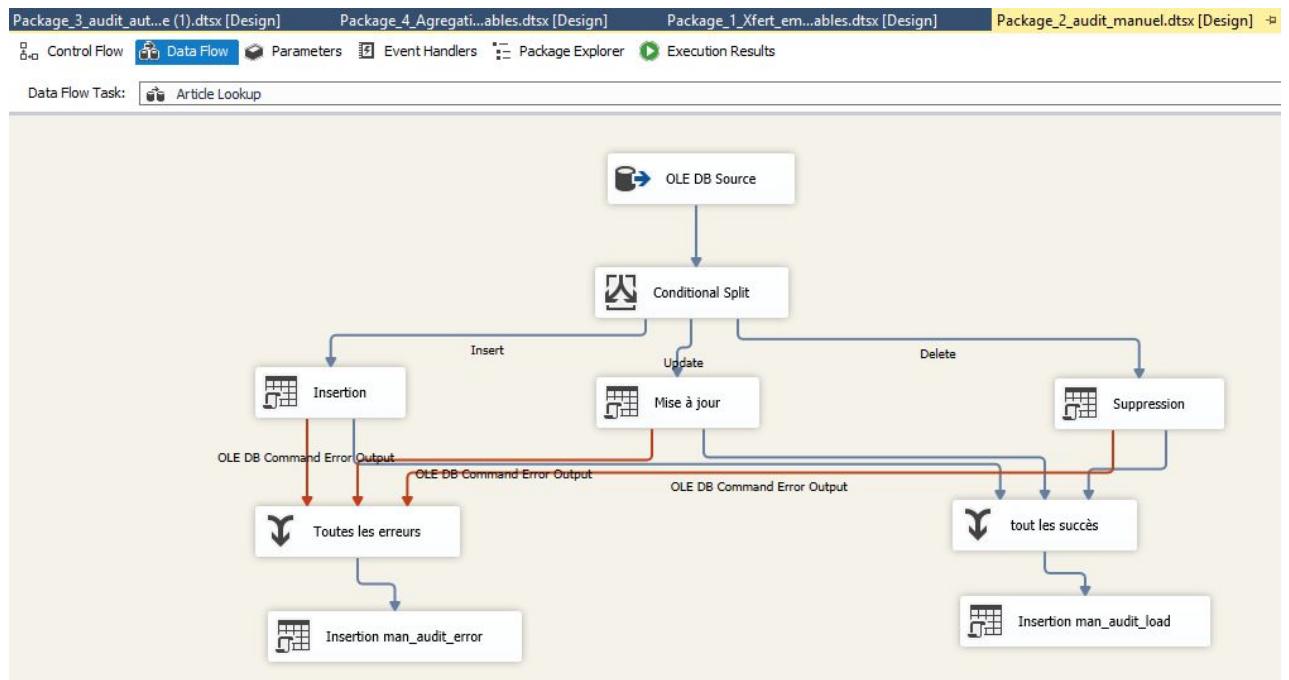 Package_3_audit_aut...e (1).dtsx [Design] Package_4_Agregati...ables.dtsx [Design] Package_1_Xfert_em...ables.dtsx [Design] Package_2_audit_manuel.dtsx [Design]
Control Flow Data Flow Parameters Event Handlers Package Explorer Execution Results
Data Flow Task: Article Lookup
OLE DB Source
Conditional Split
Insert
Update
Delete
Insertion
Mise à jour
Suppression
OLE DB Command Error Output
OLE DB Command Error Output
OLE DB Command Error Output
Toutes les erreurs
tout les succès
Insertion man_audit_error
Insertion man_audit_load